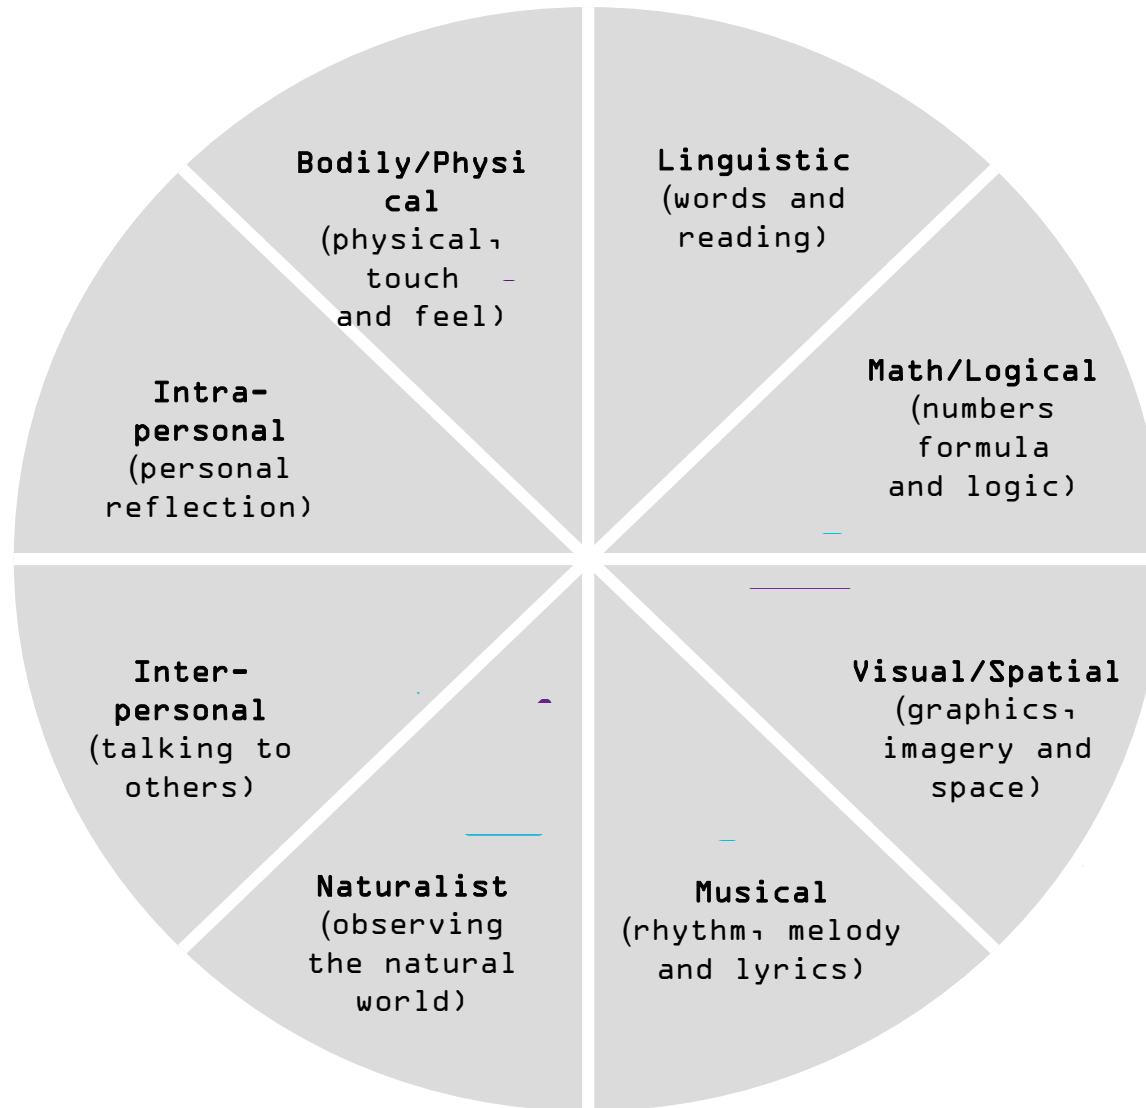 Bodily/Physi
cal
(physical,
touch
and feel)
Linguistic
(words and
reading)
Math/Logical
(numbers
formula
and logic)
Visual/Spatial
(graphics,
imagery and
space)
Musical
(rhythm, melody
and lyrics)
Naturalist
(observing
the natural
world)
Inter-
personal
(talking to
others)
Intra-
personal
(personal
reflection)